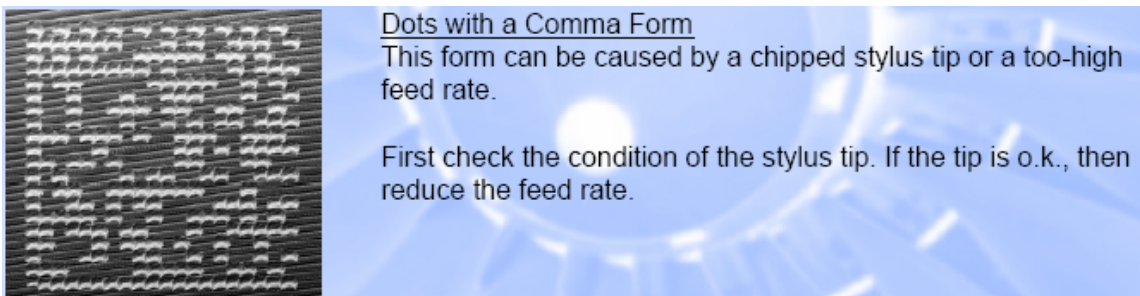 Dots with a Comma Form
This form can be caused by a chipped stylus tip or a too-high
feed rate.
First check the condition of the stylus tip. If the tip is o.k., then
reduce the feed rate.